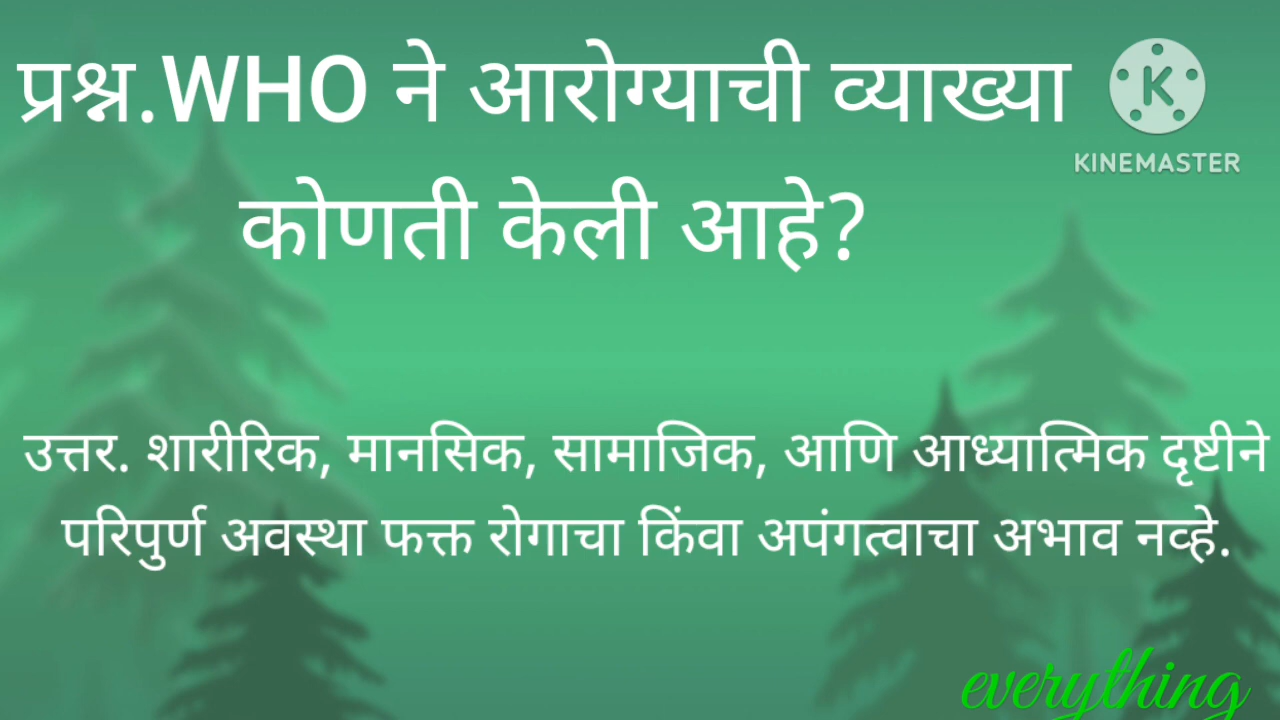 प्रश्न.WHO ने आरोग्याची व्याख्या
कोणती केली आहे?
KINEMASTER
उत्तर. शारीरिक, मानसिक, सामाजिक, आणि आध्यात्मिक दृष्टीने
परिपुर्ण अवस्था फक्त रोगाचा किंवा अपंगत्वाचा अभाव नव्हे.
everything